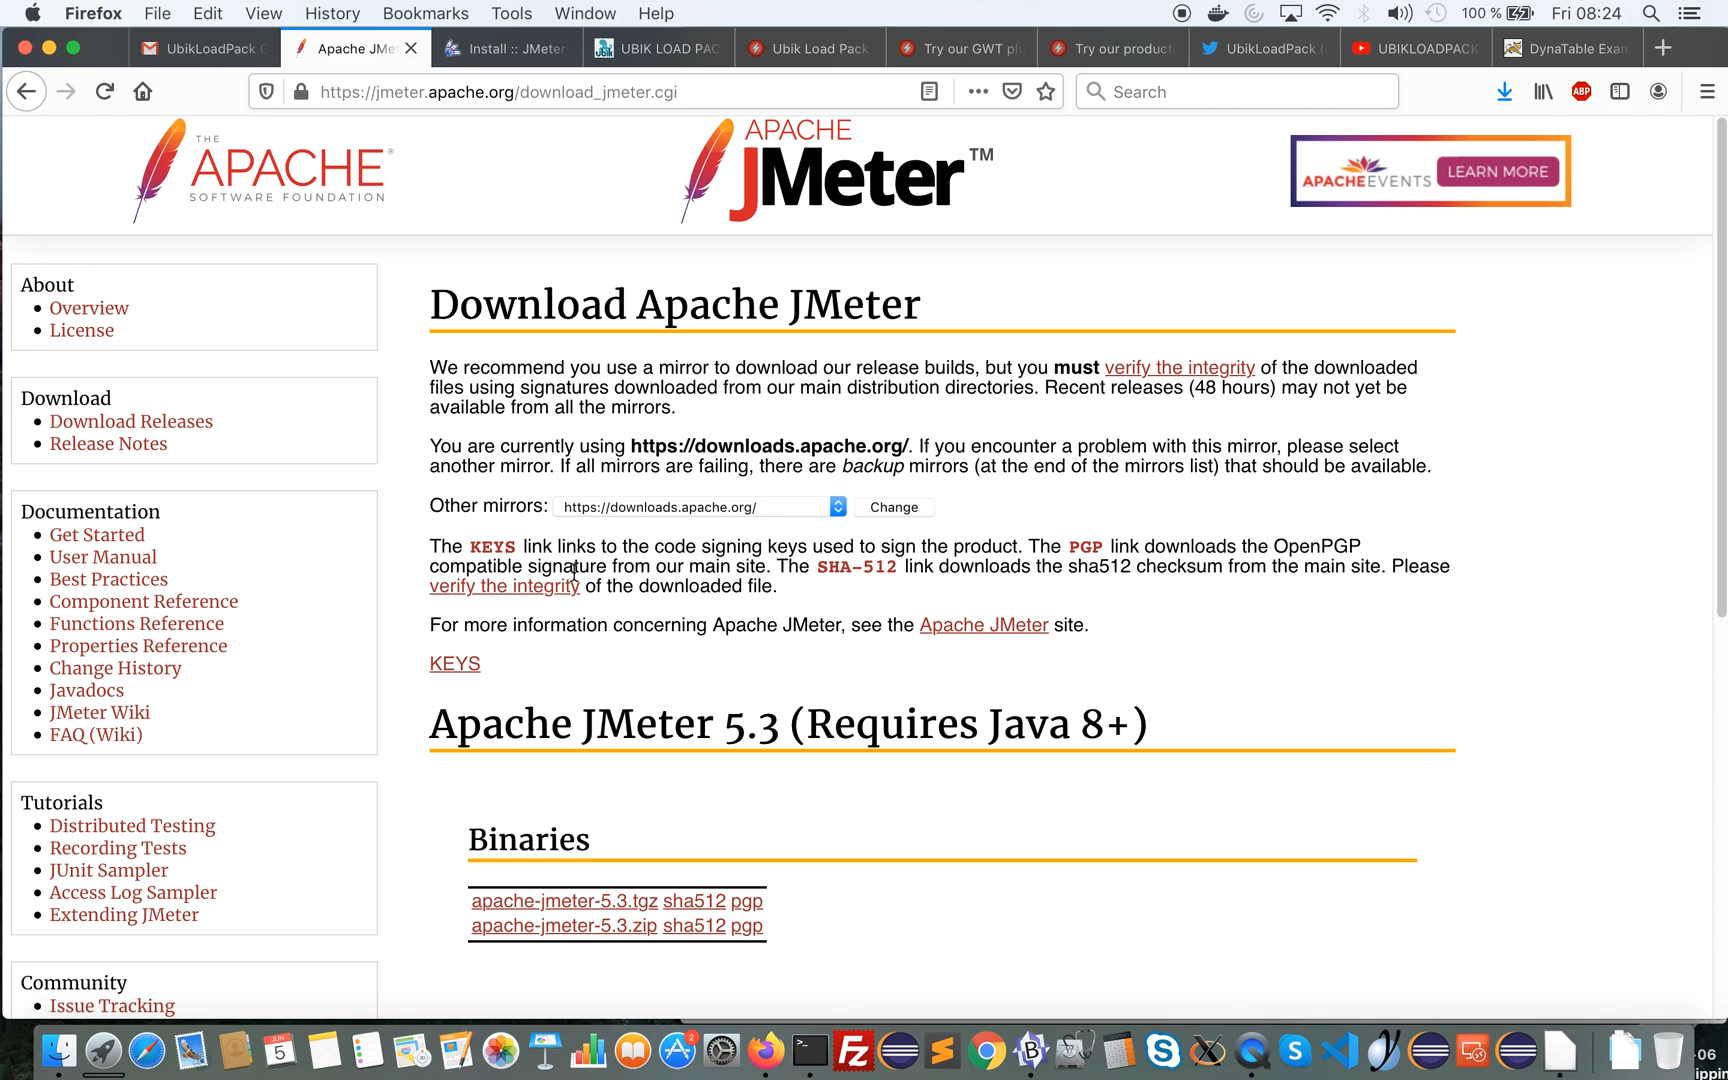 Firefox File Edit View History Bookmarks Tools Window Help 100 % Fri 08:24
UbikLoadPack Apache JMe Install :: JMeter UBIK LOAD PAC Ubik Load Pack Try our GWT plu Try our product UbikLoadPack UBIKLOADPACK DynaTable Exam
https://jmeter.apache.org/download_jmeter.cgi Search ABP
THE APACHE® SOFTWARE FOUNDATION
APACHE JMeter™
APACHEEVENTS LEARN MORE
About
Overview
License
Download
Download Releases
Release Notes
Documentation
Get Started
User Manual
Best Practices
Component Reference
Functions Reference
Properties Reference
Change History
Javadocs
JMeter Wiki
FAQ (Wiki)
Tutorials
Distributed Testing
Recording Tests
JUnit Sampler
Access Log Sampler
Extending JMeter
Community
Issue Tracking
Download Apache JMeter
We recommend you use a mirror to download our release builds, but you must verify the integrity of the downloaded
files using signatures downloaded from our main distribution directories. Recent releases (48 hours) may not yet be
available from all the mirrors.
You are currently using https://downloads.apache.org/. If you encounter a problem with this mirror, please select
another mirror. If all mirrors are failing, there are backup mirrors (at the end of the mirrors list) that should be available.
Other mirrors: https://downloads.apache.org/ Change
The KEYS link links to the code signing keys used to sign the product. The PGP link downloads the OpenPGP
compatible signature from our main site. The SHA-512 link downloads the sha512 checksum from the main site. Please
verify the integrity of the downloaded file.
For more information concerning Apache JMeter, see the Apache JMeter site.
KEYS
Apache JMeter 5.3 (Requires Java 8+)
Binaries
apache-jmeter-5.3.tgz sha512 pgp
apache-jmeter-5.3.zip sha512 pgp
JUN 5
2
-06
ippin